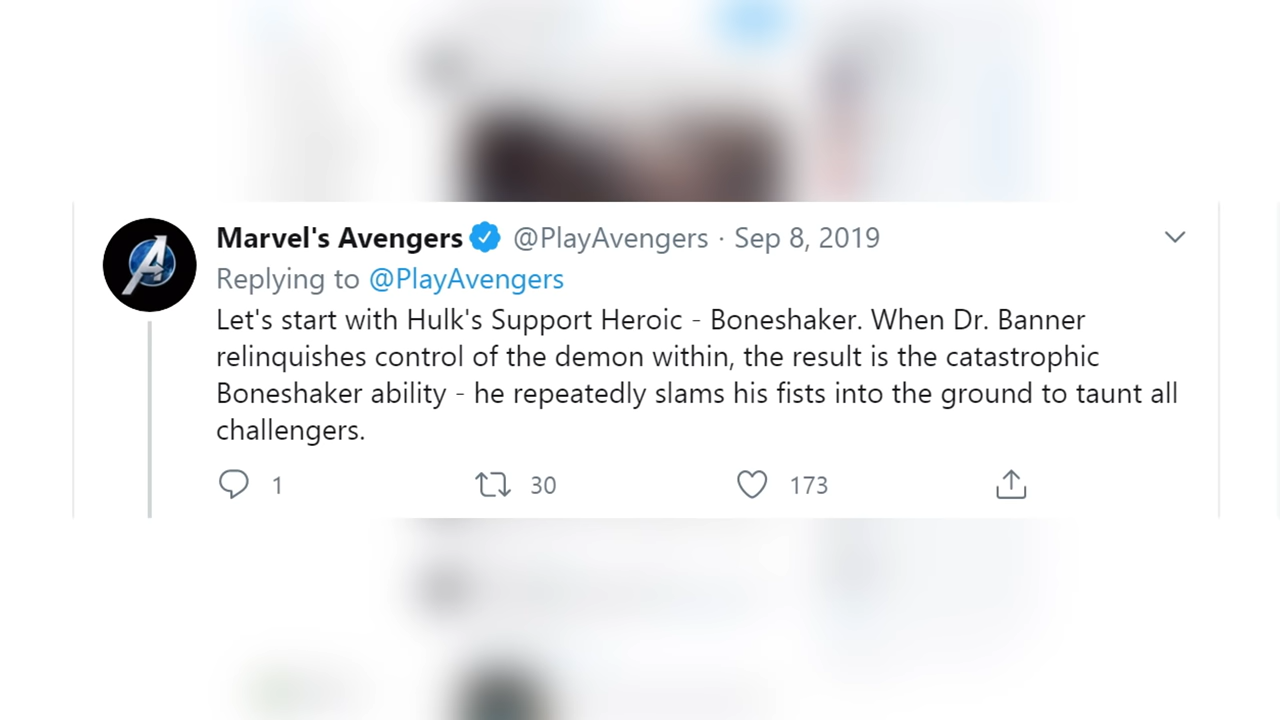 Marvel's Avengers @PlayAvengers · Sep 8, 2019
Replying to @PlayAvengers
Let's start with Hulk's Support Heroic - Boneshaker. When Dr. Banner
relinquishes control of the demon within, the result is the catastrophic
Boneshaker ability - he repeatedly slams his fists into the ground to taunt all
challengers.
1 30 173